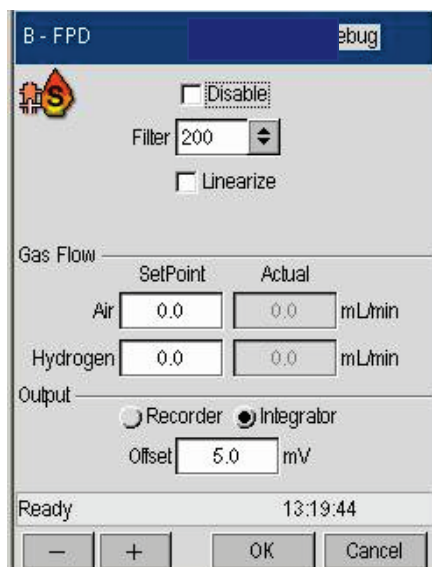 B - FPD ebug
S
Disable
Filter 200
Linearize
Gas Flow
SetPoint Actual
Air 0.0 0.0 mL/min
Hydrogen 0.0 0.0 mL/min
Output
Recorder Integrator
Offset 5.0 mV
Ready 13:19:44
− + OK Cancel